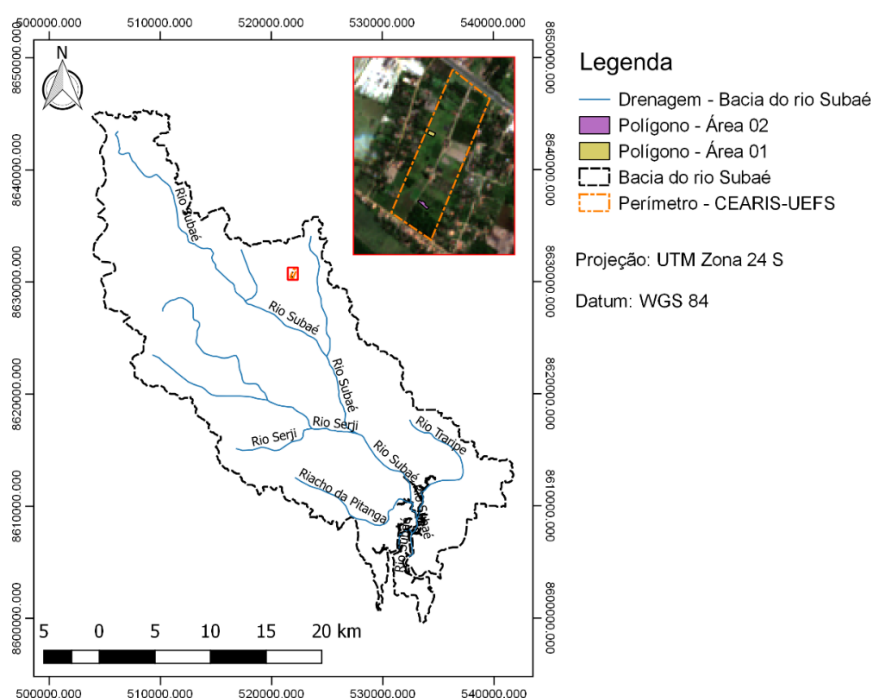 500000.000 510000.000 520000.000 530000.000 540000.000
8650000.000 8650000.000
N
8640000.000 8640000.000
Rio Subaé
8630000.000 8630000.000
Rio Subaé
Rio Subaé
8620000.000 8620000.000
Rio Traripe
Rio Serji
Rio Serji
Rio Subaé
Riacho da Pitanga
Rio Subaé
8610000.000 8610000.000
8600000.000 8600000.000
5 0 5 10 15 20 km
500000.000 510000.000 520000.000 530000.000 540000.000
Legenda
Drenagem - Bacia do rio Subaé
Polígono - Área 02
Polígono - Área 01
Bacia do rio Subaé
Perímetro - CEARIS-UEFS
Projeção: UTM Zona 24 S
Datum: WGS 84